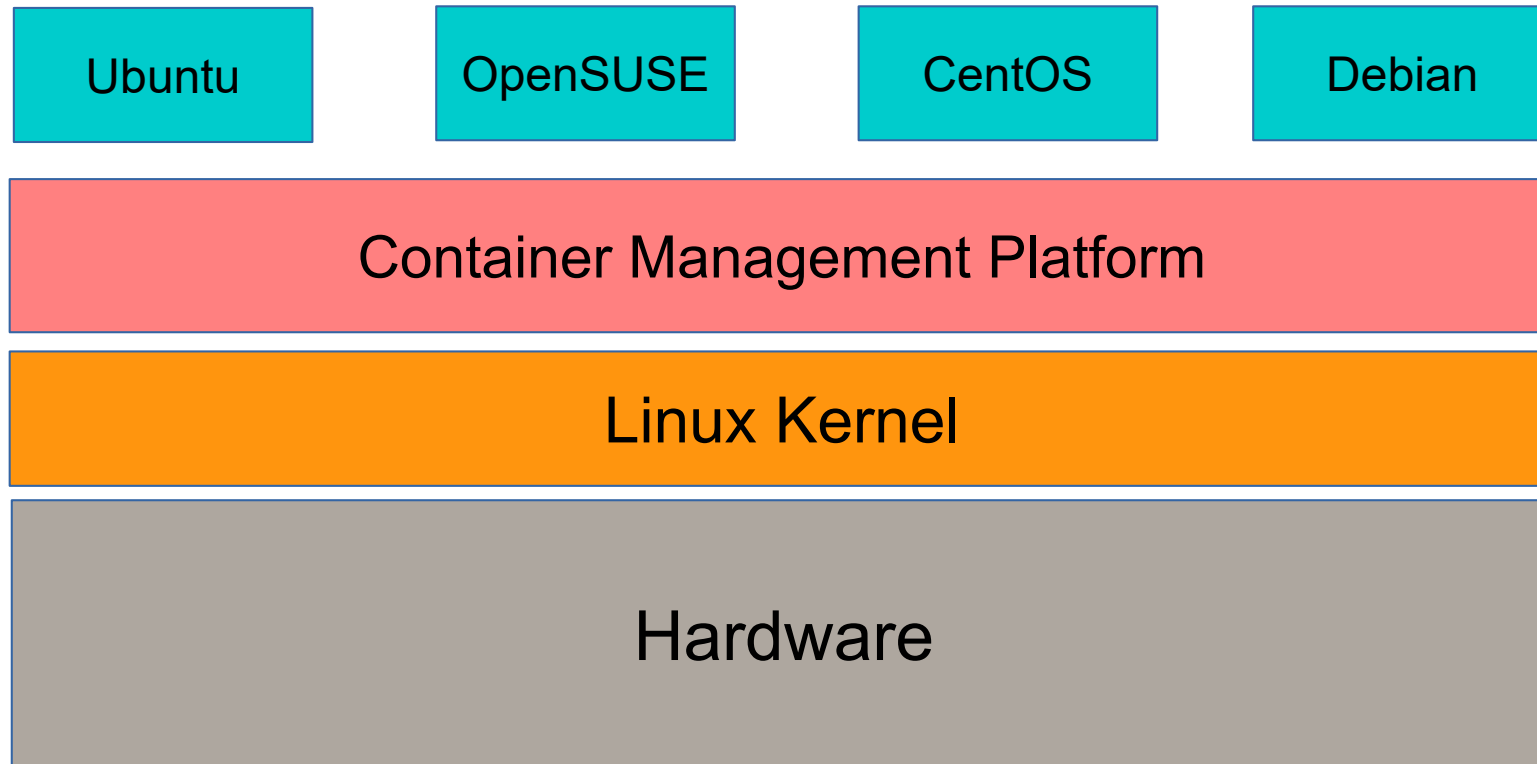 Ubuntu
OpenSUSE
CentOS
Debian
Container Management Platform
Linux Kernel
Hardware